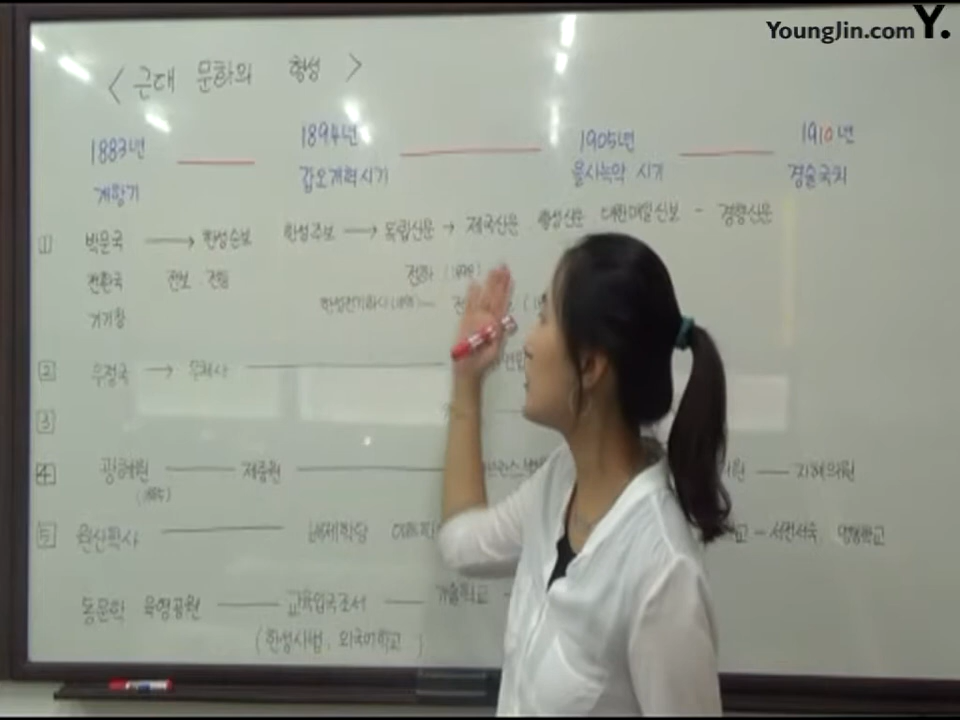 YoungJin.com Y.
< 근대 문화의 형성 >
1883년 1894년 1905년 1910년
개항기 갑오개혁시기 을사늑약 시기 경술국치
1 박문국 → 한성순보 한성주보 → 독립신문 → 제국신문 황성신문 대한매일신보 - 경향신문
전환국 전보 전화 (1898)
기기창
2 우정국 → 우체사
3
4 광혜원 제중원 자혜의원
(1885)
5 원산학사 배재학당 서전서숙
동문학 육영공원 교육입국조서 기술학교
(한성사범, 외국어학교)